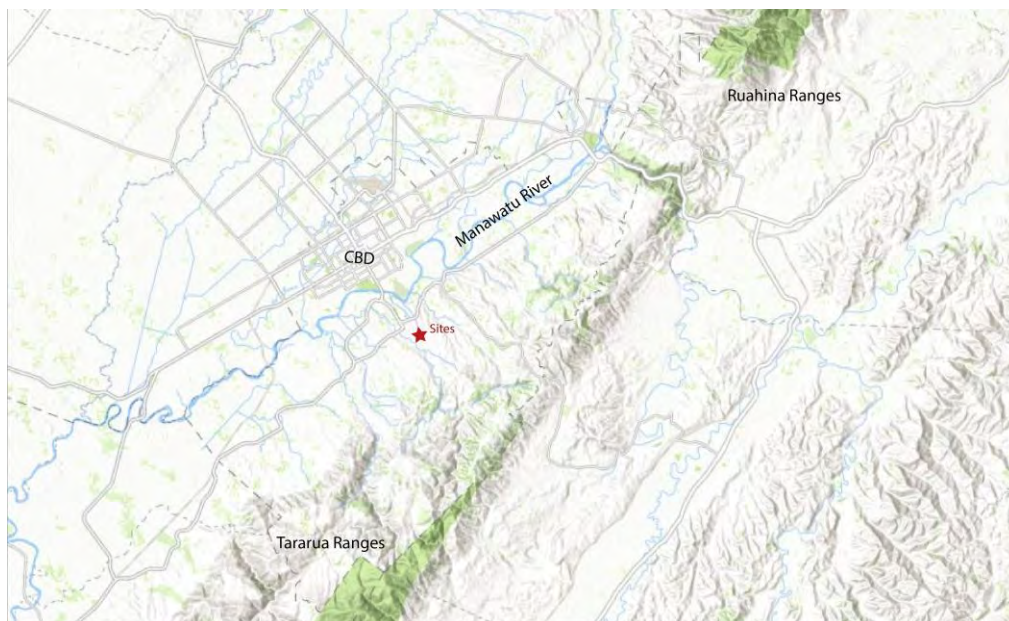 Ruahina Ranges
Manawatu River
CBD
Sites
Tararua Ranges